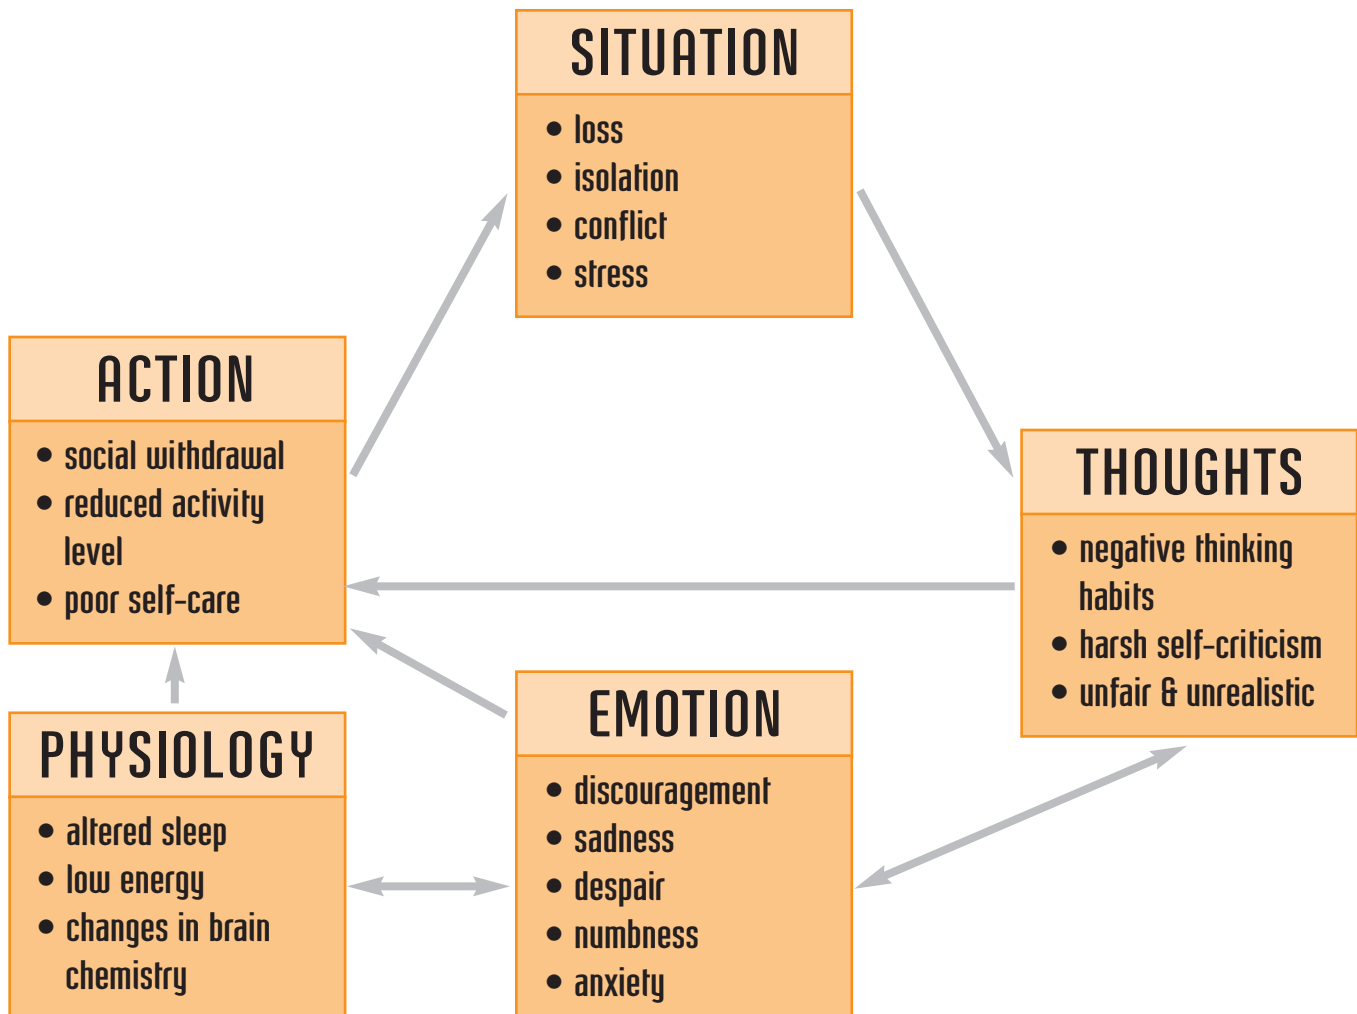 SITUATION
• loss
• isolation
• conflict
• stress
ACTION
• social withdrawal
• reduced activity
level
• poor self-care
THOUGHTS
• negative thinking
habits
• harsh self-criticism
• unfair & unrealistic
PHYSIOLOGY
• altered sleep
• low energy
• changes in brain
chemistry
EMOTION
• discouragement
• sadness
• despair
• numbness
• anxiety